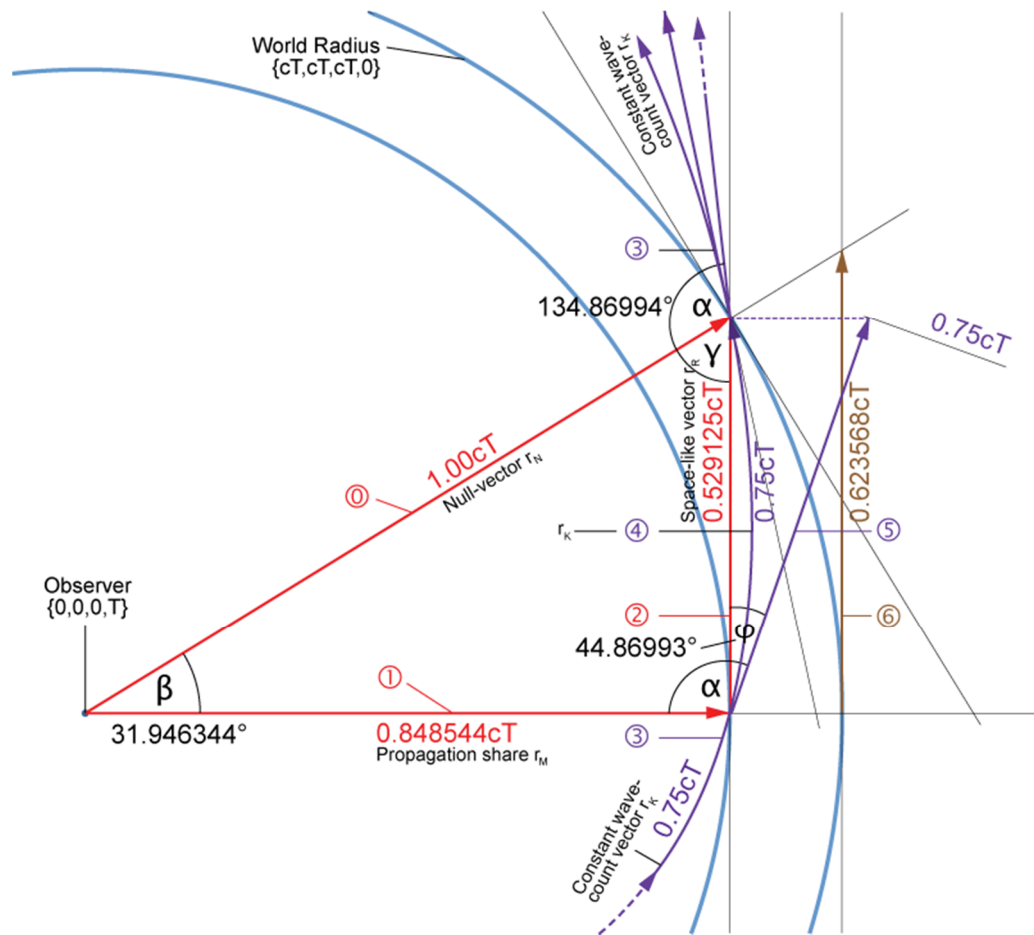 World Radius
{cT,cT,cT,0}
Constant wave-
count vector r_K
③
134.86994°
α
γ
0.75cT
Space-like vector r_R
0.529125cT
0.75cT
0.623568cT
1.00cT
Null-vector r_N
⓪
r_K
④
⑤
Observer
{0,0,0,T}
②
⑥
φ
44.86993°
β
①
α
31.946344°
0.848544cT
Propagation share r_M
③
0.75cT
Constant wave-
count vector r_K